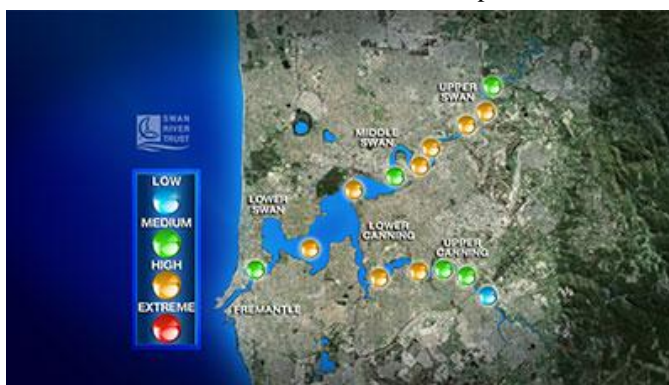 SWAN
RIVER
TRUST
LOW
MEDIUM
HIGH
EXTREME
UPPER
SWAN
MIDDLE
SWAN
LOWER
SWAN
LOWER
CANNING
UPPER
CANNING
FREMANTLE